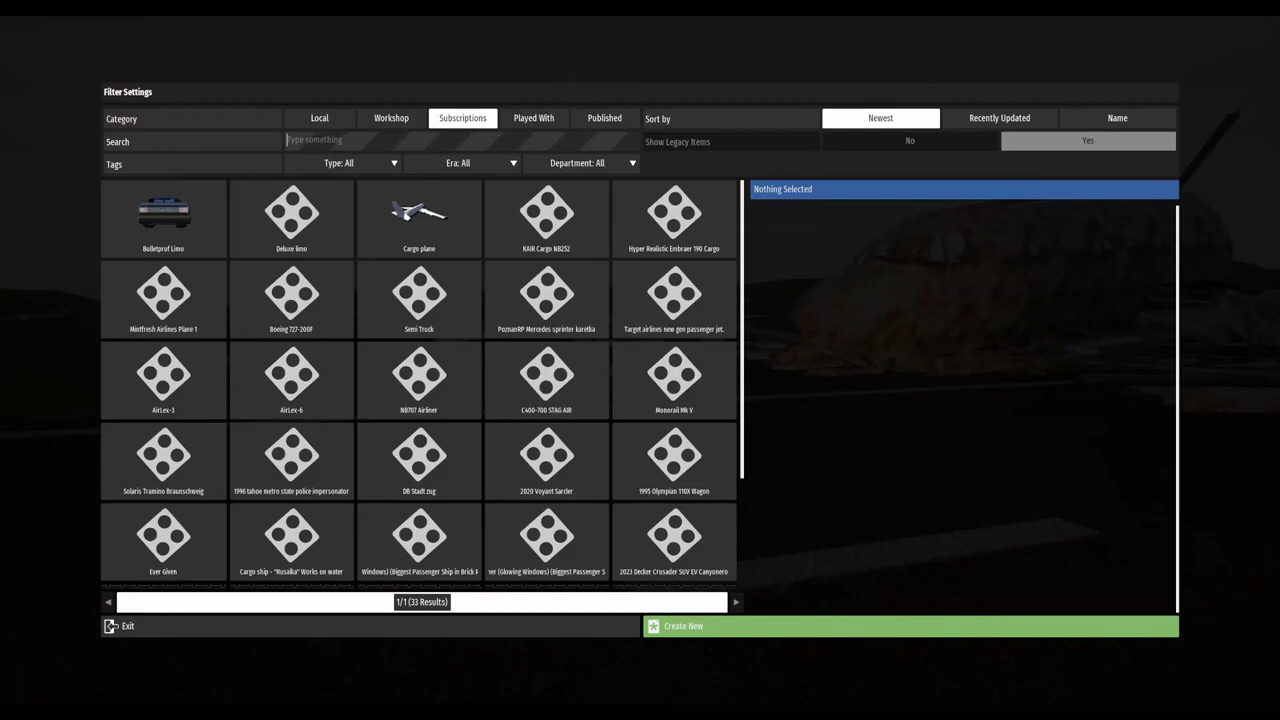 Filter Settings
Category
Local
Workshop
Subscriptions
Played With
Published
Sort by
Newest
Recently Updated
Name
Search
Type something
Show Legacy Items
No
Yes
Tags
Type: All
Era: All
Department: All
Nothing Selected
Bulletprof Limo
Deluxe limo
Cargo plane
KAIR Cargo NB252
Hyper Realistic Embraer 190 Cargo
Mintfresh Airlines Plane 1
Boeing 727-200F
Semi Truck
PoznanRP Mercedes sprinter karetka
Target airlines new gen passenger jet.
AirLex-3
AirLex-6
NB707 Airliner
C400-700 STAG AIR
Monorail Mk V
Solaris Tramino Braunschweig
1996 tahoe metro state police impersonator
DB Stadt zug
2020 Voyant Sarcler
1995 Olympian 110X Wagon
Ever Given
Cargo ship - "Rusalka" Works on water
Windows) (Biggest Passenger Ship in Brick R
ser (Glowing Windows) (Biggest Passenger S
2023 Decker Crusader SUV EV Canyonero
1/1 (33 Results)
Exit
Create New